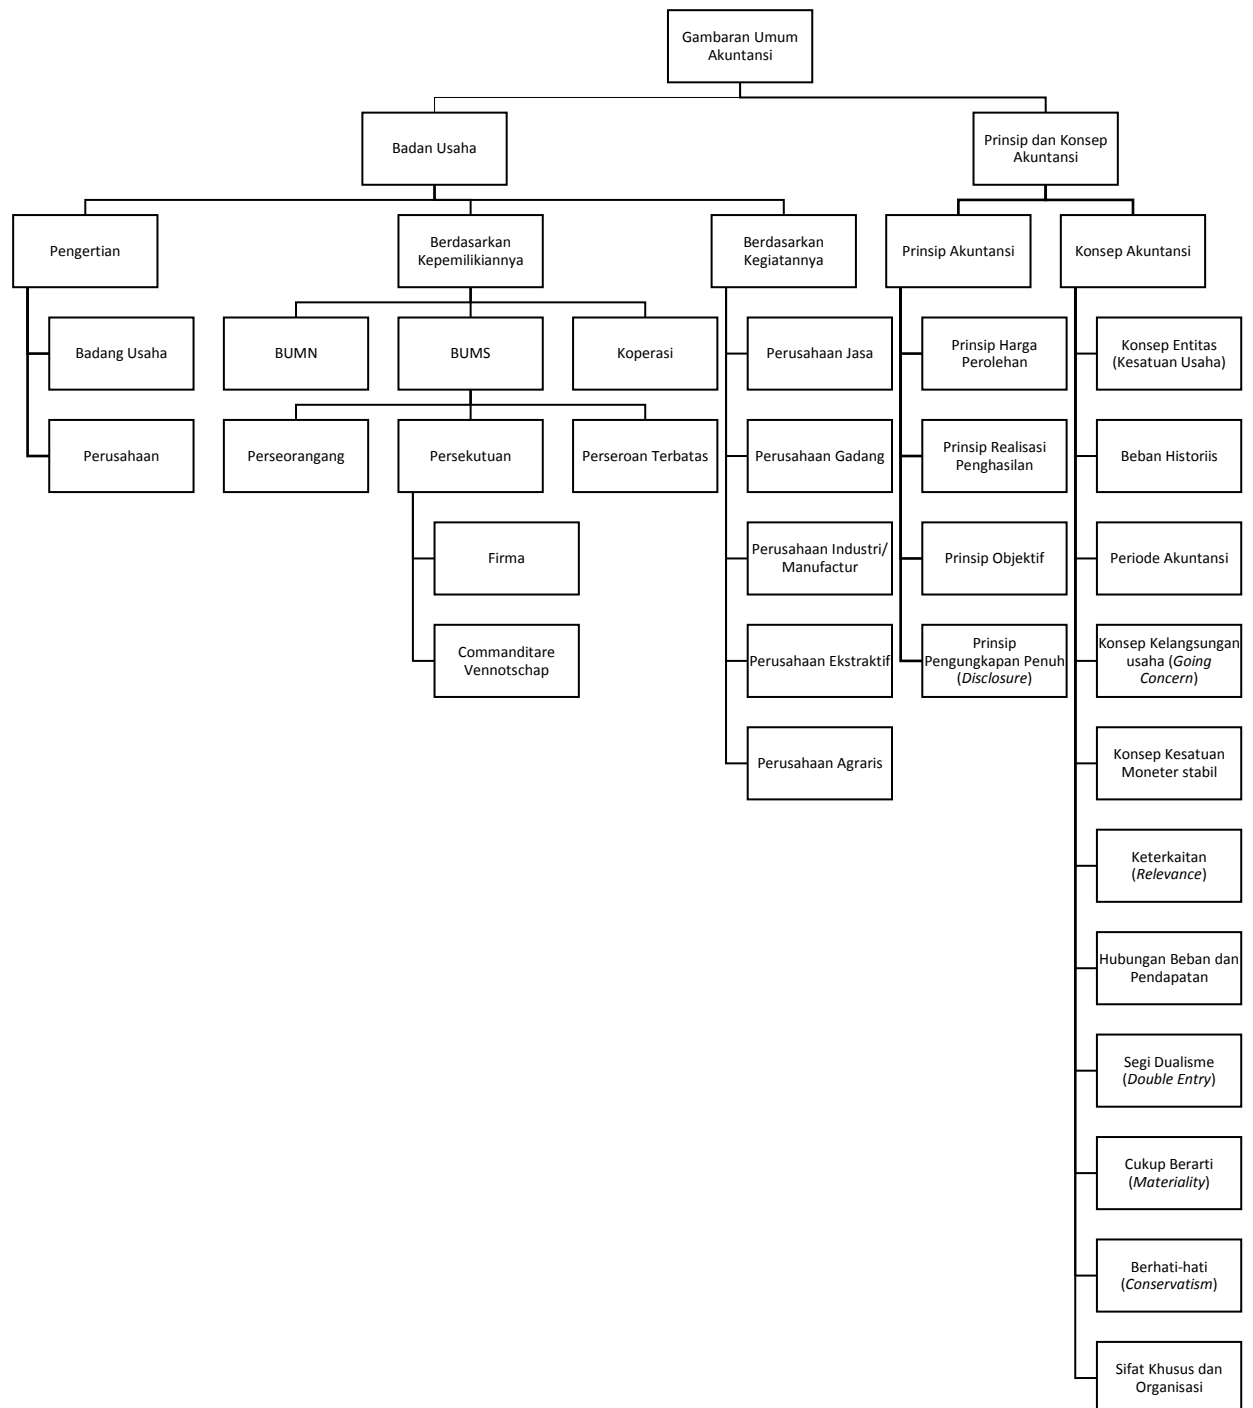 Gambaran Umum
Akuntansi
Badan Usaha
Prinsip dan Konsep
Akuntansi
Pengertian
Berdasarkan
Kepemilikiannya
Berdasarkan
Kegiatannya
Prinsip Akuntansi
Konsep Akuntansi
Badang Usaha
BUMN
BUMS
Koperasi
Perusahaan Jasa
Prinsip Harga
Perolehan
Konsep Entitas
(Kesatuan Usaha)
Perusahaan
Perseorangang
Persekutuan
Perseroan Terbatas
Perusahaan Gadang
Prinsip Realisasi
Penghasilan
Beban Historiis
Firma
Perusahaan Industri/
Manufactur
Prinsip Objektif
Periode Akuntansi
Commanditare
Vennotschap
Perusahaan Ekstraktif
Prinsip
Pengungkapan Penuh
(Disclosure)
Konsep Kelangsungan
usaha (Going
Concern)
Perusahaan Agraris
Konsep Kesatuan
Moneter stabil
Keterkaitan
(Relevance)
Hubungan Beban dan
Pendapatan
Segi Dualisme
(Double Entry)
Cukup Berarti
(Materiality)
Berhati-hati
(Conservatism)
Sifat Khusus dan
Organisasi